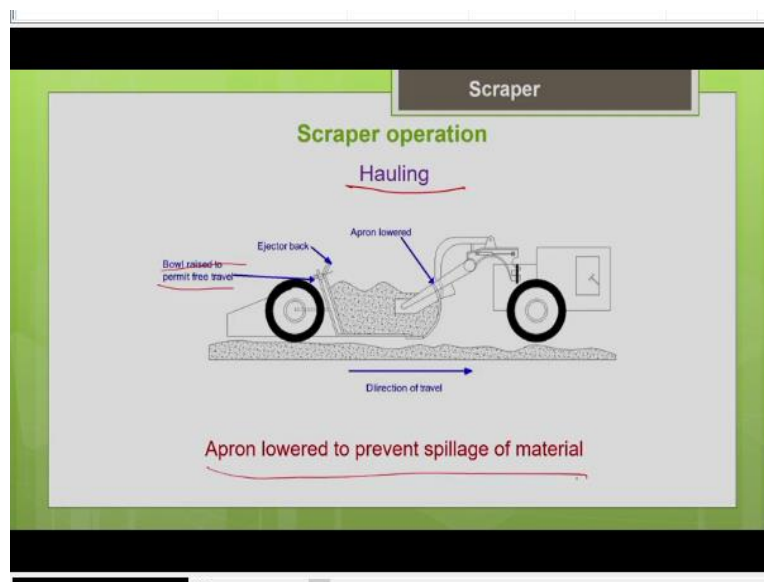 Scraper
Scraper operation
Hauling
Apron lowered
Ejector back
Bowl raised to
permit free travel
Direction of travel
Apron lowered to prevent spillage of material